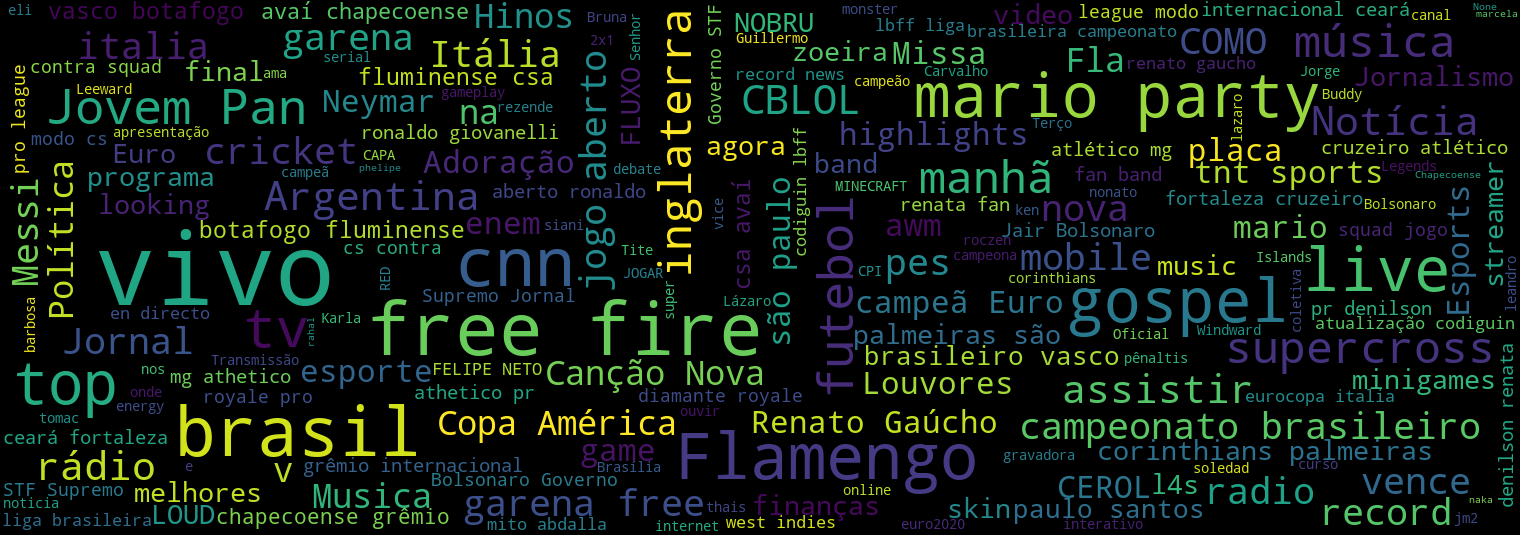 eli
vasco botafogo
avaí chapecoense
Hinos
Bruna
senhor
inglaterra
Governo STF
NOBRU
monster
lbff liga
video
league modo
internacional ceará
canal
None
marcela
italia
garena
Itália
2x1
Guillermo
zoeira
Missa
brasileira campeonato
Fla
COMO
música
contra squad
final
ama
serial
fluminense csa
jogo aberto
FLUXO
record news
campeão
Carvalho
renato gaucho
Jorge
Jornalismo
pro league
Leeward
Jovem Pan
Neymar
na
gameplay
rezende
CBLOL
mario party
Buddy
lazaro
Notícia
modo cs
apresentação
ronaldo giovanelli
highlights
Terço
Euro
cricket
CAPA
Adoração
agora
atlético mg
placa
cruzeiro atlético
Messi
Política
programa
campeã
phelipe
debate
band
manhã
fan band
tnt sports
Legends
Chapecoense
looking
Argentina
aberto ronaldo
csa avaí
são paulo
codiguin lbff
MINECRAFT
futebol
renata fan
nonato
fortaleza cruzeiro
Bolsonaro
Esports
streamer
botafogo fluminense
enem
siani
vice
awm
ken
nova
Jair Bolsonaro
mario
squad jogo
vivo
cs contra
cnn
Tite
JOGAR
super
CPI
pes
roczen
campeona
mobile
music
Islands
live
RED
corinthians
barbosa
en directo
Supremo Jornal
Lázaro
campeã Euro
gospel
coletiva
pr denilson
leandro
Jornal
tv
rahal
Karla
free fire
palmeiras são
Oficial
Windward
atualização codiguin
Transmissão
brasileiro vasco
pênaltis
supercross
top
nos
mg athetico
esporte
FELIPE NETO
Canção Nova
Louvores
assistir
minigames
denilson renata
onde
energy
royale pro
athetico pr
diamante royale
eurocopa italia
tomac
brasil
Copa América
ouvir
Renato Gaúcho
campeonato brasileiro
ceará fortaleza
game
Flamengo
corinthians palmeiras
gravadora
rádio
e
v
grêmio internacional
Brasilia
soledad
curso
STF Supremo
melhores
Musica
Bolsonaro Governo
online
CEROL
l4s
radio
vence
noticia
garena free
thais
finanças
skin
paulo santos
record
naka
liga brasileira
LOUD
chapecoense grêmio
mito abdalla
internet
west indies
euro2020
interativo
jm2